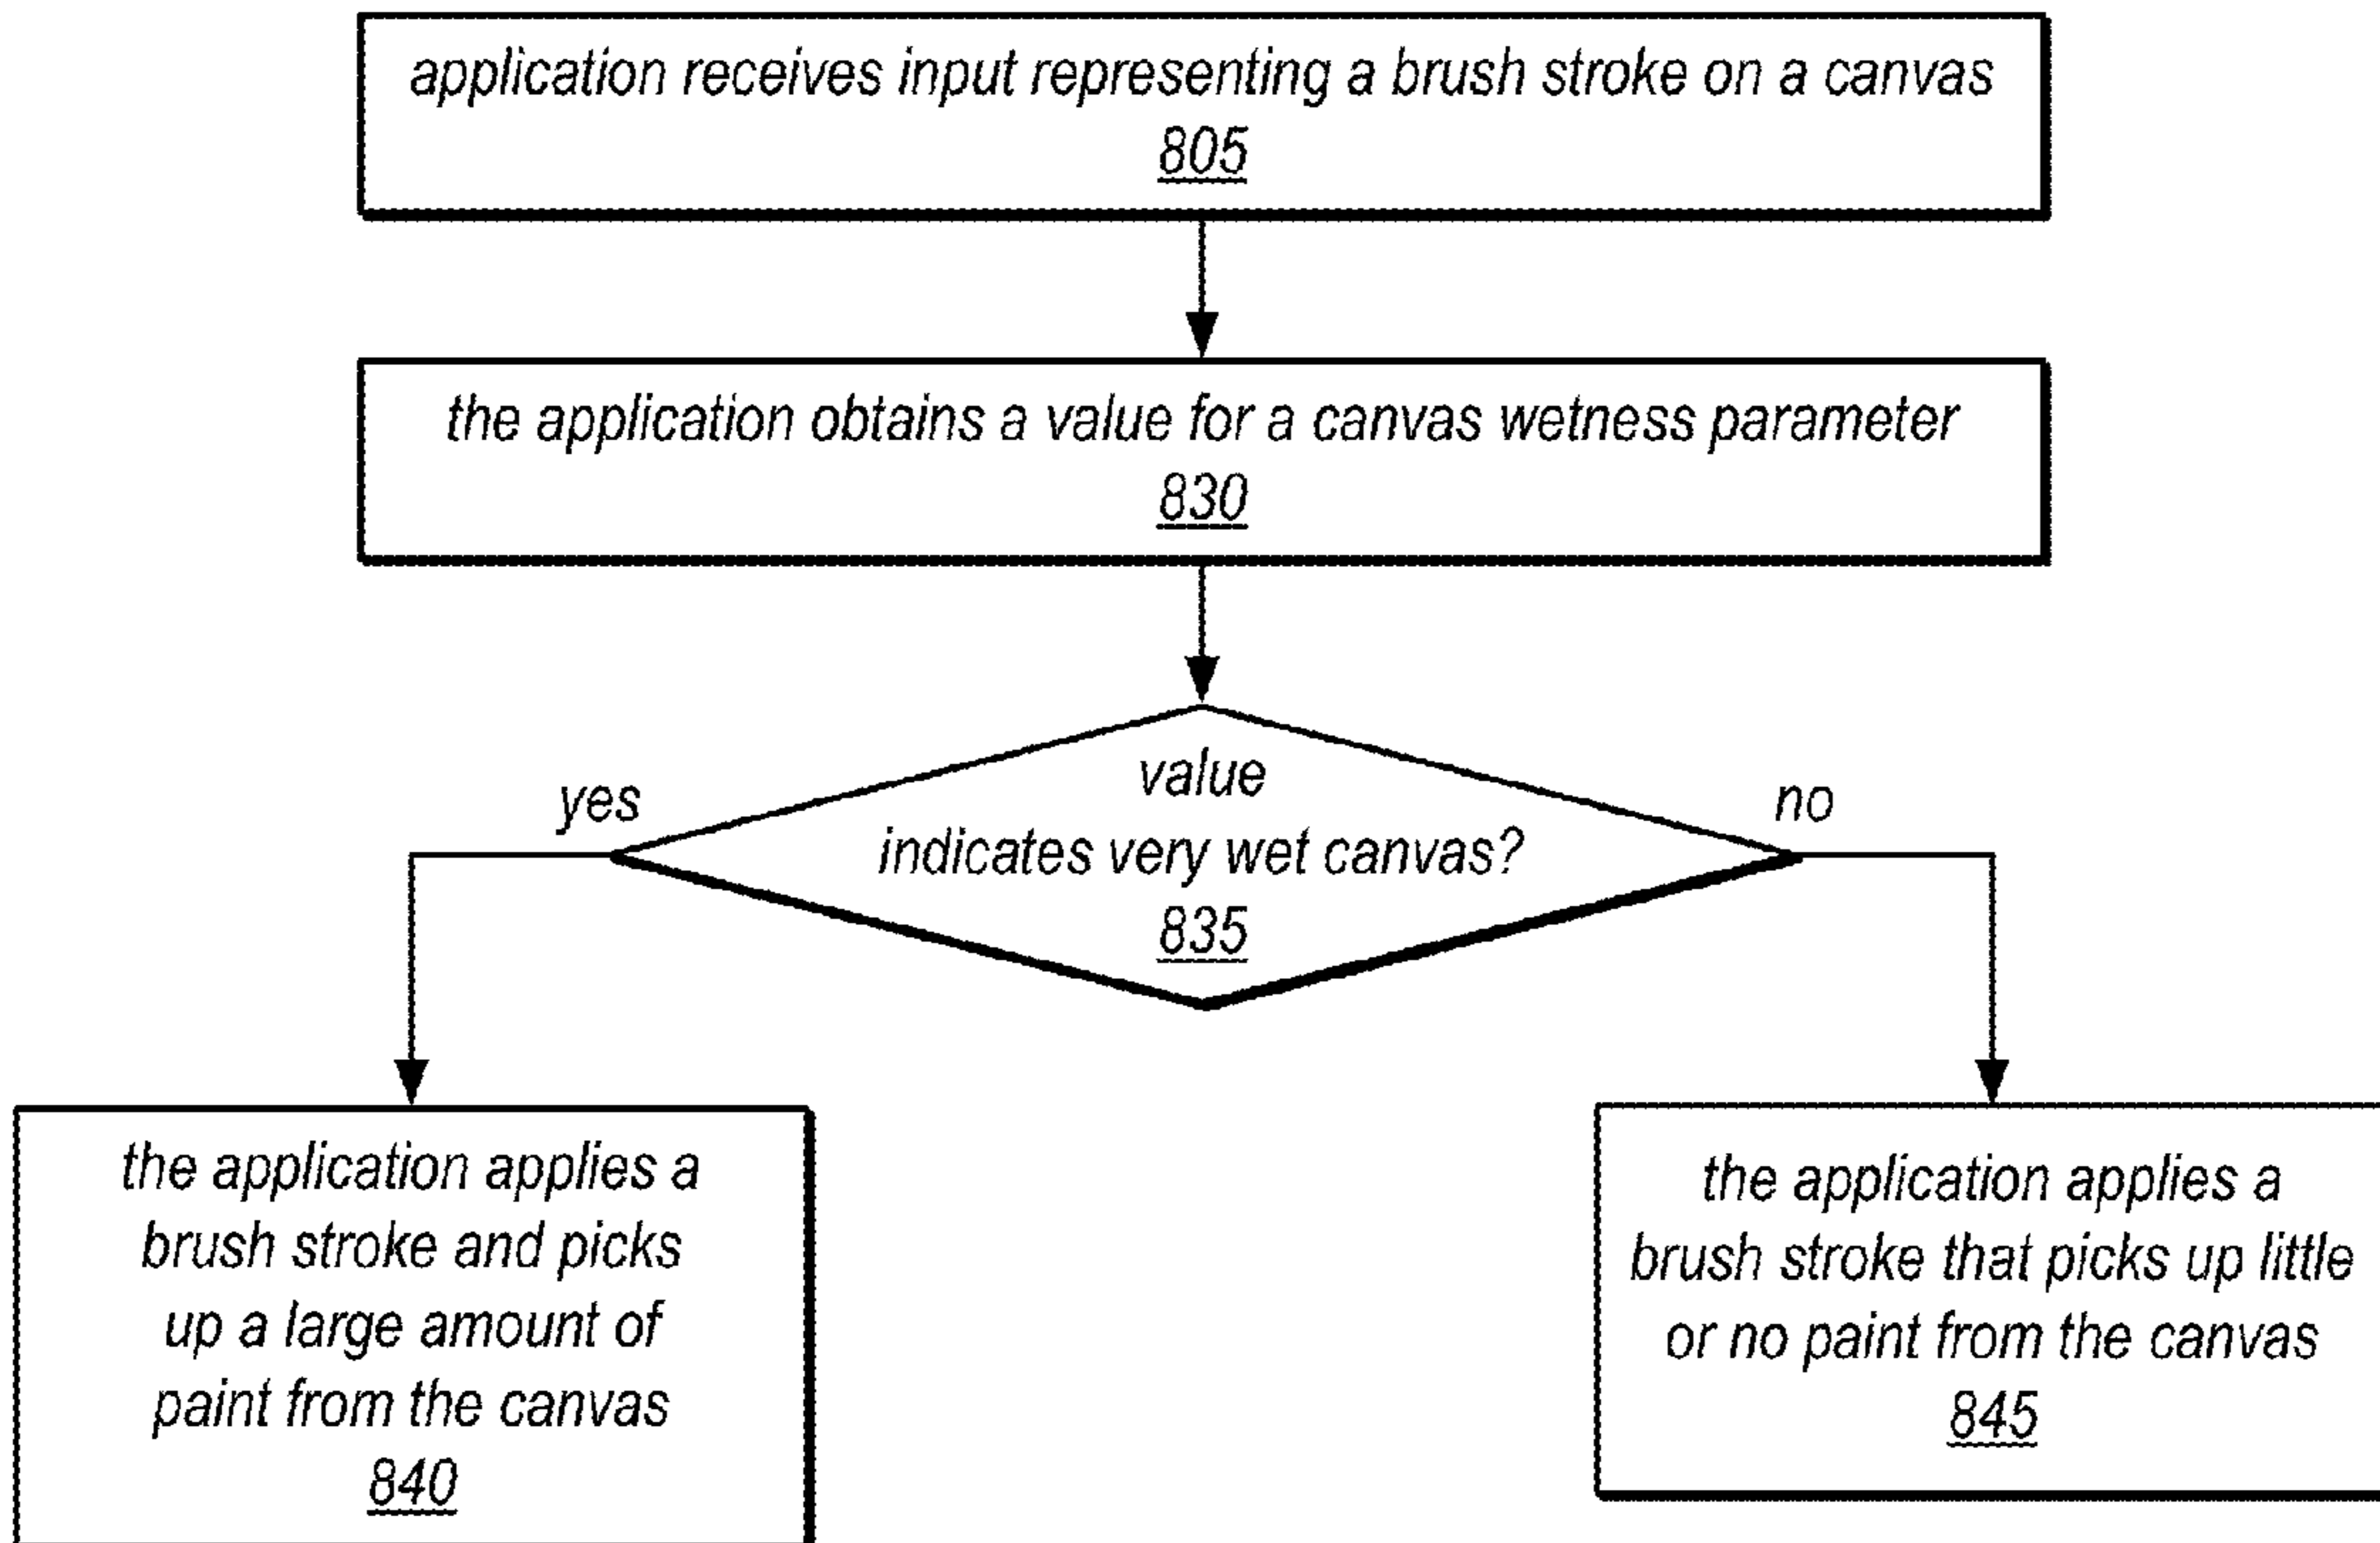 application receives input representing a brush stroke on a canvas
805
the application obtains a value for a canvas wetness parameter
830
value
indicates very wet canvas?
835
yes
no
the application applies a
brush stroke and picks
up a large amount of
paint from the canvas
840
the application applies a
brush stroke that picks up little
or no paint from the canvas
845